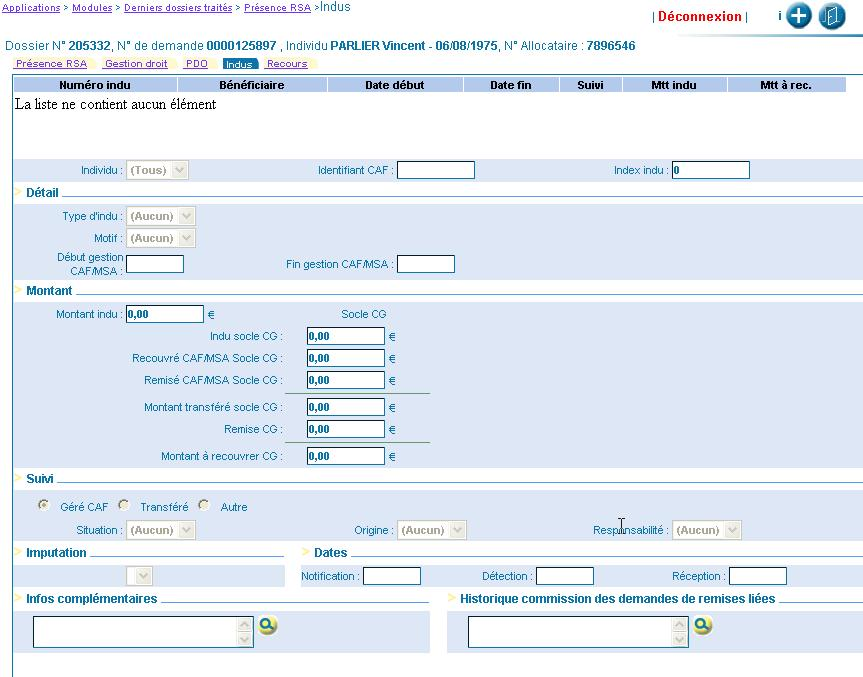 Applications > Modules > Derniers dossiers traités > Présence RSA >Indus
| Déconnexion | i
Dossier N° 205332, N° de demande 0000125897 , Individu PARLIER Vincent - 06/08/1975, N° Allocataire : 7896546
Présence RSA Gestion droit PDO Indus Recours
Numéro indu Bénéficiaire Date début Date fin Suivi Mtt indu Mtt à rec.
La liste ne contient aucun élément
Individu : (Tous) Identifiant CAF : Index indu : 0
> Détail
Type d'indu : (Aucun)
Motif : (Aucun)
Début gestion CAF/MSA : Fin gestion CAF/MSA :
> Montant
Montant indu : 0,00 € Socle CG
Indu socle CG : 0,00 €
Recouvré CAF/MSA Socle CG : 0,00 €
Remisé CAF/MSA Socle CG : 0,00 €
Montant transféré socle CG : 0,00 €
Remise CG : 0,00 €
Montant à recouvrer CG : 0,00 €
> Suivi
Géré CAF Transféré Autre
Situation : (Aucun) Origine : (Aucun) Responsabilité : (Aucun)
> Imputation > Dates
Notification : Détection : Réception :
> Infos complémentaires > Historique commission des demandes de remises liées